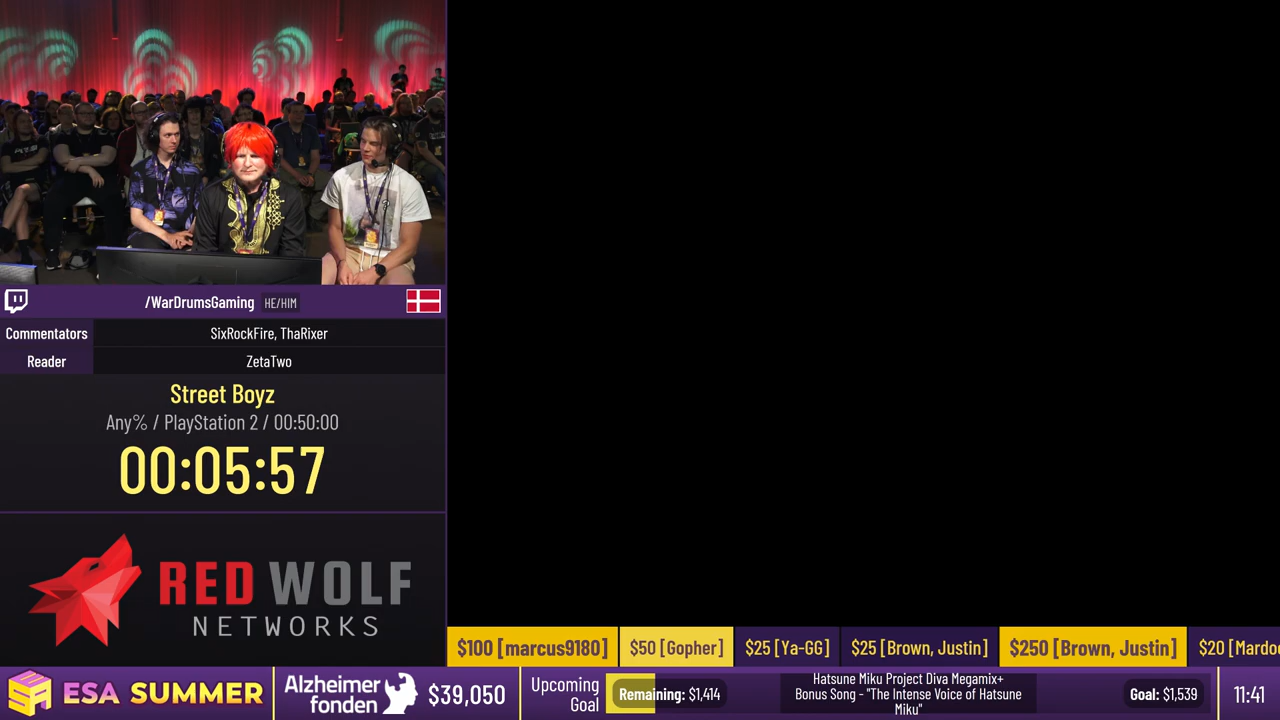 /WarDrumsGaming HE/HIM
Commentators SixRockFire, ThaRixer
Reader ZetaTwo
Street Boyz
Any% / PlayStation 2 / 00:50:00
00:05:57
RED WOLF
NETWORKS
$100 [marcus9180] $50 [Gopher] $25 [Ya-GG] $25 [Brown, Justin] $250 [Brown, Justin] $20 [Mardo
ESA SUMMER
Alzheimer
fonden
$39,050
Upcoming
Goal
Remaining: $1,414
Hatsune Miku Project Diva Megamix+
Bonus Song - "The Intense Voice of Hatsune
Miku"
Goal: $1,539
11:41